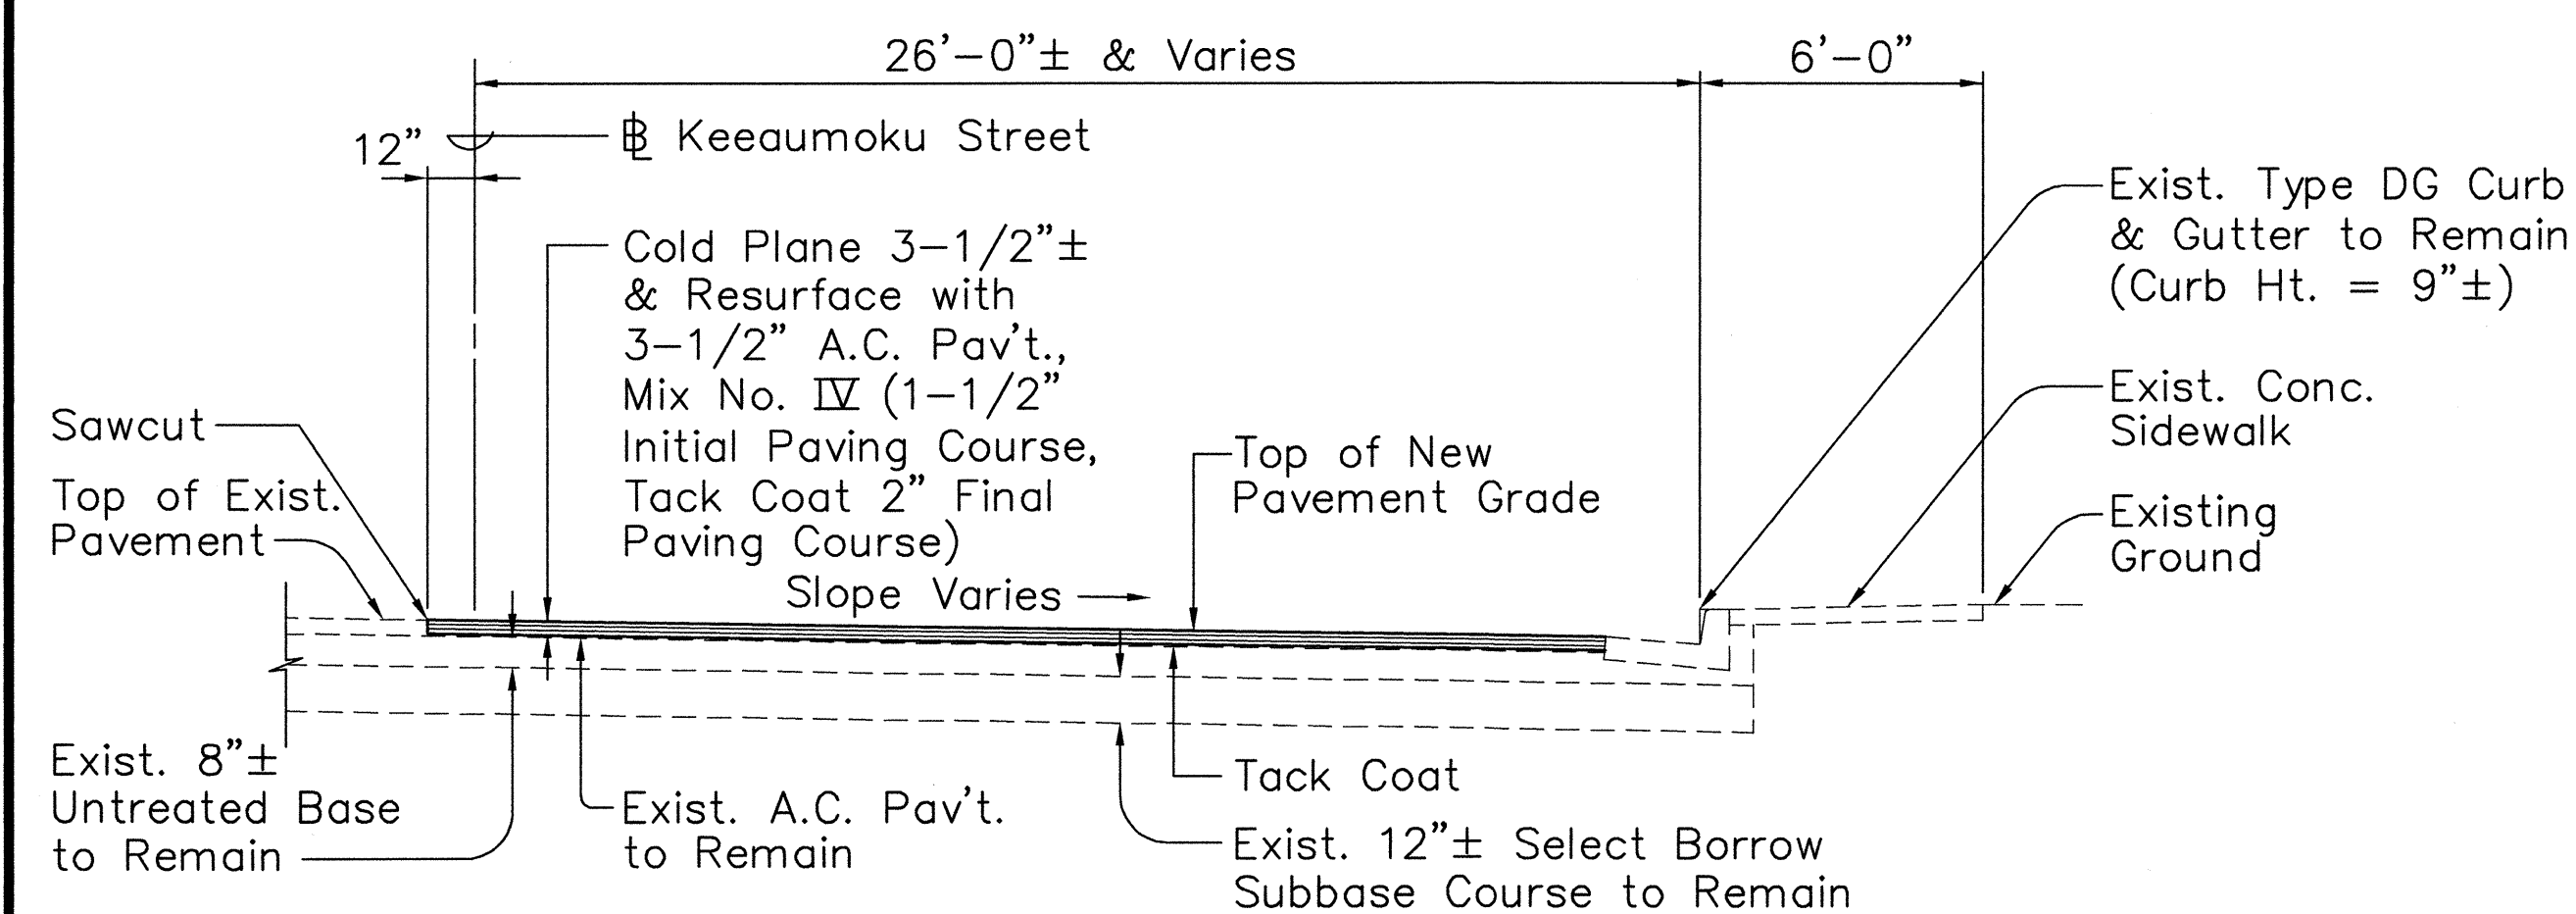 26'-0"± & Varies
6'-0"
12"
℄ Keeaumoku Street
Cold Plane 3-1/2"±
& Resurface with
3-1/2" A.C. Pav't.,
Mix No. IV (1-1/2"
Initial Paving Course,
Tack Coat 2" Final
Paving Course)
Exist. Type DG Curb
& Gutter to Remain
(Curb Ht. = 9"±)
Exist. Conc.
Sidewalk
Existing
Ground
Sawcut
Top of Exist.
Pavement
Top of New
Pavement Grade
Slope Varies
Exist. 8"±
Untreated Base
to Remain
Exist. A.C. Pav't.
to Remain
Tack Coat
Exist. 12"± Select Borrow
Subbase Course to Remain